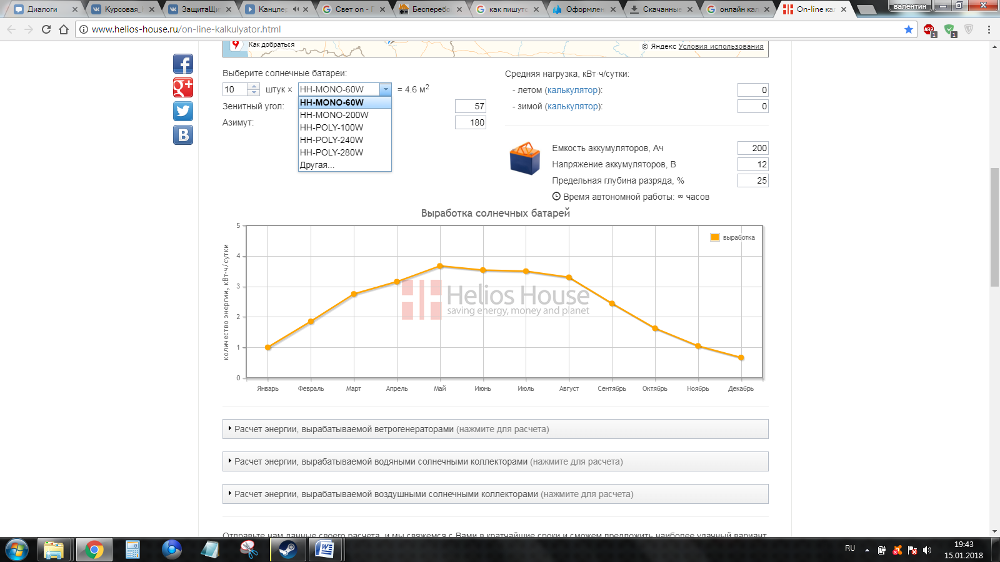 Диалоги
Курсовая_
ЗащитаЩи
Канцлер
Свет on - 
Бесперебо
как пишутс
Оформлен
Скачанные
онлайн кал
On-line ка
валентин
www.helios-house.ru/on-line-kalkulyator.html
ABP
1
1
Как добраться
© Яндекс Условия использования
Выберите солнечные батареи:
10 штук × HH-MONO-60W = 4.6 м²
HH-MONO-60W
HH-MONO-200W
HH-POLY-100W
HH-POLY-240W
HH-POLY-280W
Другая...
Зенитный угол: 57
Азимут: 180
Средняя нагрузка, кВт·ч/сутки:
- летом (калькулятор): 0
- зимой (калькулятор): 0
Емкость аккумуляторов, Ач 200
Напряжение аккумуляторов, В 12
Предельная глубина разряда, % 25
Время автономной работы: ∞ часов
Выработка солнечных батарей
количество энергии, кВт·ч/сутки
5
4
3
2
1
0
выработка
Helios House
saving energy, money and planet
Январь Февраль Март Апрель Май Июнь Июль Август Сентябрь Октябрь Ноябрь Декабрь
Расчет энергии, вырабатываемой ветрогенераторами (нажмите для расчета)
Расчет энергии, вырабатываемой водяными солнечными коллекторами (нажмите для расчета)
Расчет энергии, вырабатываемой воздушными солнечными коллекторами (нажмите для расчета)
Отправьте нам данные своего расчета, и мы свяжемся с Вами в кратчайшие сроки и сможем предложить наиболее удачный вариант
RU
19:43
15.01.2018